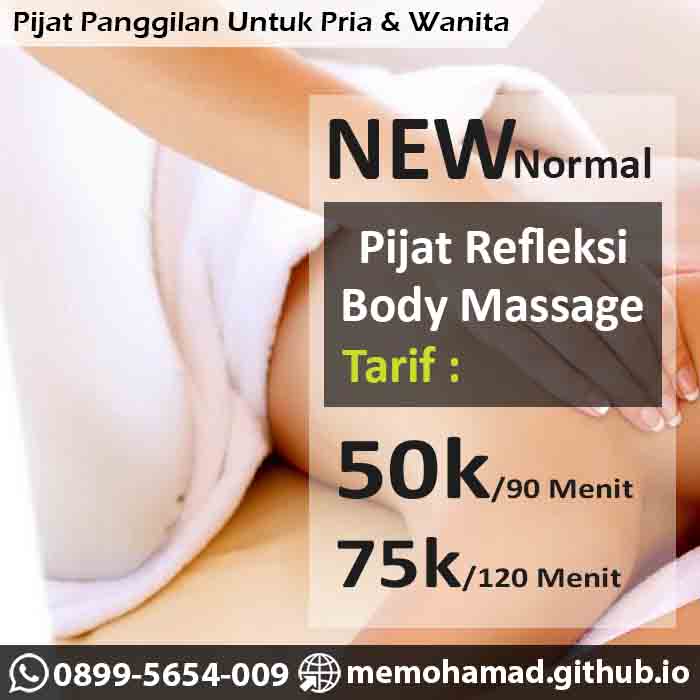 Pijat Panggilan Untuk Pria & Wanita
NEW Normal
Pijat Refleksi
Body Massage
Tarif :
50k/90 Menit
75k/120 Menit
0899-5654-009 memohamad.github.io